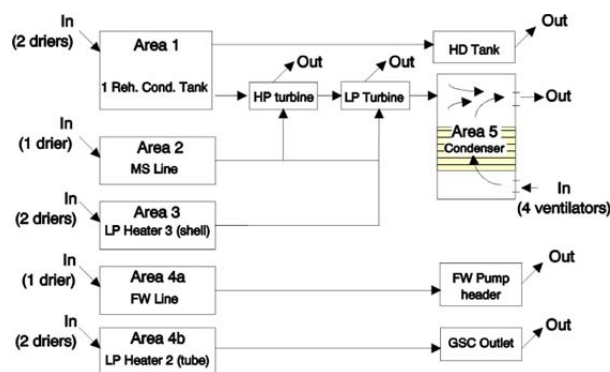 In
(2 driers)
Area 1
1 Reh. Cond. Tank
HD Tank
Out
Out
HP turbine
Out
LP Turbine
Out
Area 5
Condenser
In
(4 ventilators)
In
(1 drier)
Area 2
MS Line
In
(2 driers)
Area 3
LP Heater 3 (shell)
In
(1 drier)
Area 4a
FW Line
FW Pump
header
Out
In
(2 driers)
Area 4b
LP Heater 2 (tube)
GSC Outlet
Out